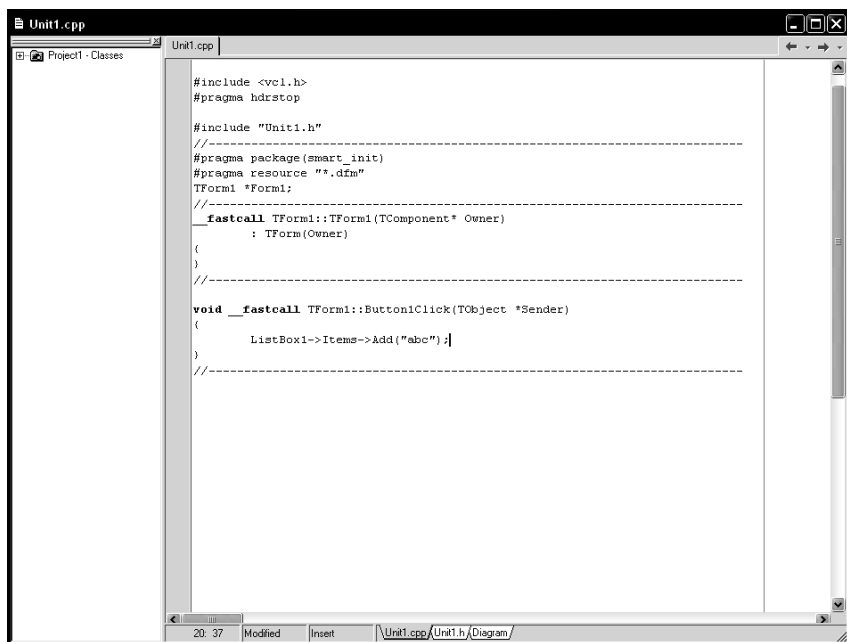 Unit1.cpp
Project1 - Classes
Unit1.cpp
#include <vcl.h>
#pragma hdrstop
#include "Unit1.h"
//---------------------------------------------------------------------------
#pragma package(smart_init)
#pragma resource "*.dfm"
TForm1 *Form1;
//---------------------------------------------------------------------------
__fastcall TForm1::TForm1(TComponent* Owner)
: TForm(Owner)
{
}
//---------------------------------------------------------------------------
void __fastcall TForm1::Button1Click(TObject *Sender)
{
ListBox1->Items->Add("abc");
}
//---------------------------------------------------------------------------
20: 37 Modified Insert Unit1.cpp Unit1.h Diagram